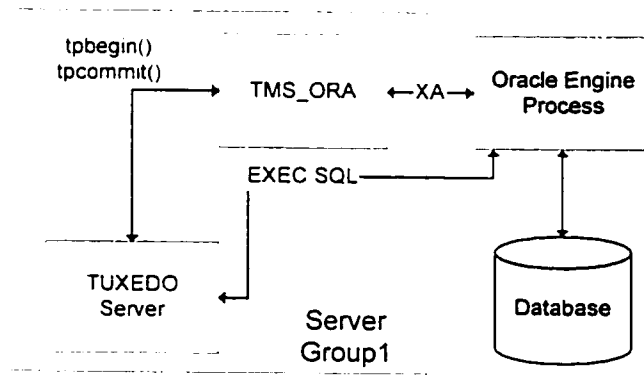 tpbegin()
tpcommit()
TMS_ORA
XA
Oracle Engine
Process
EXEC SQL
TUXEDO
Server
Database
Server
Group1